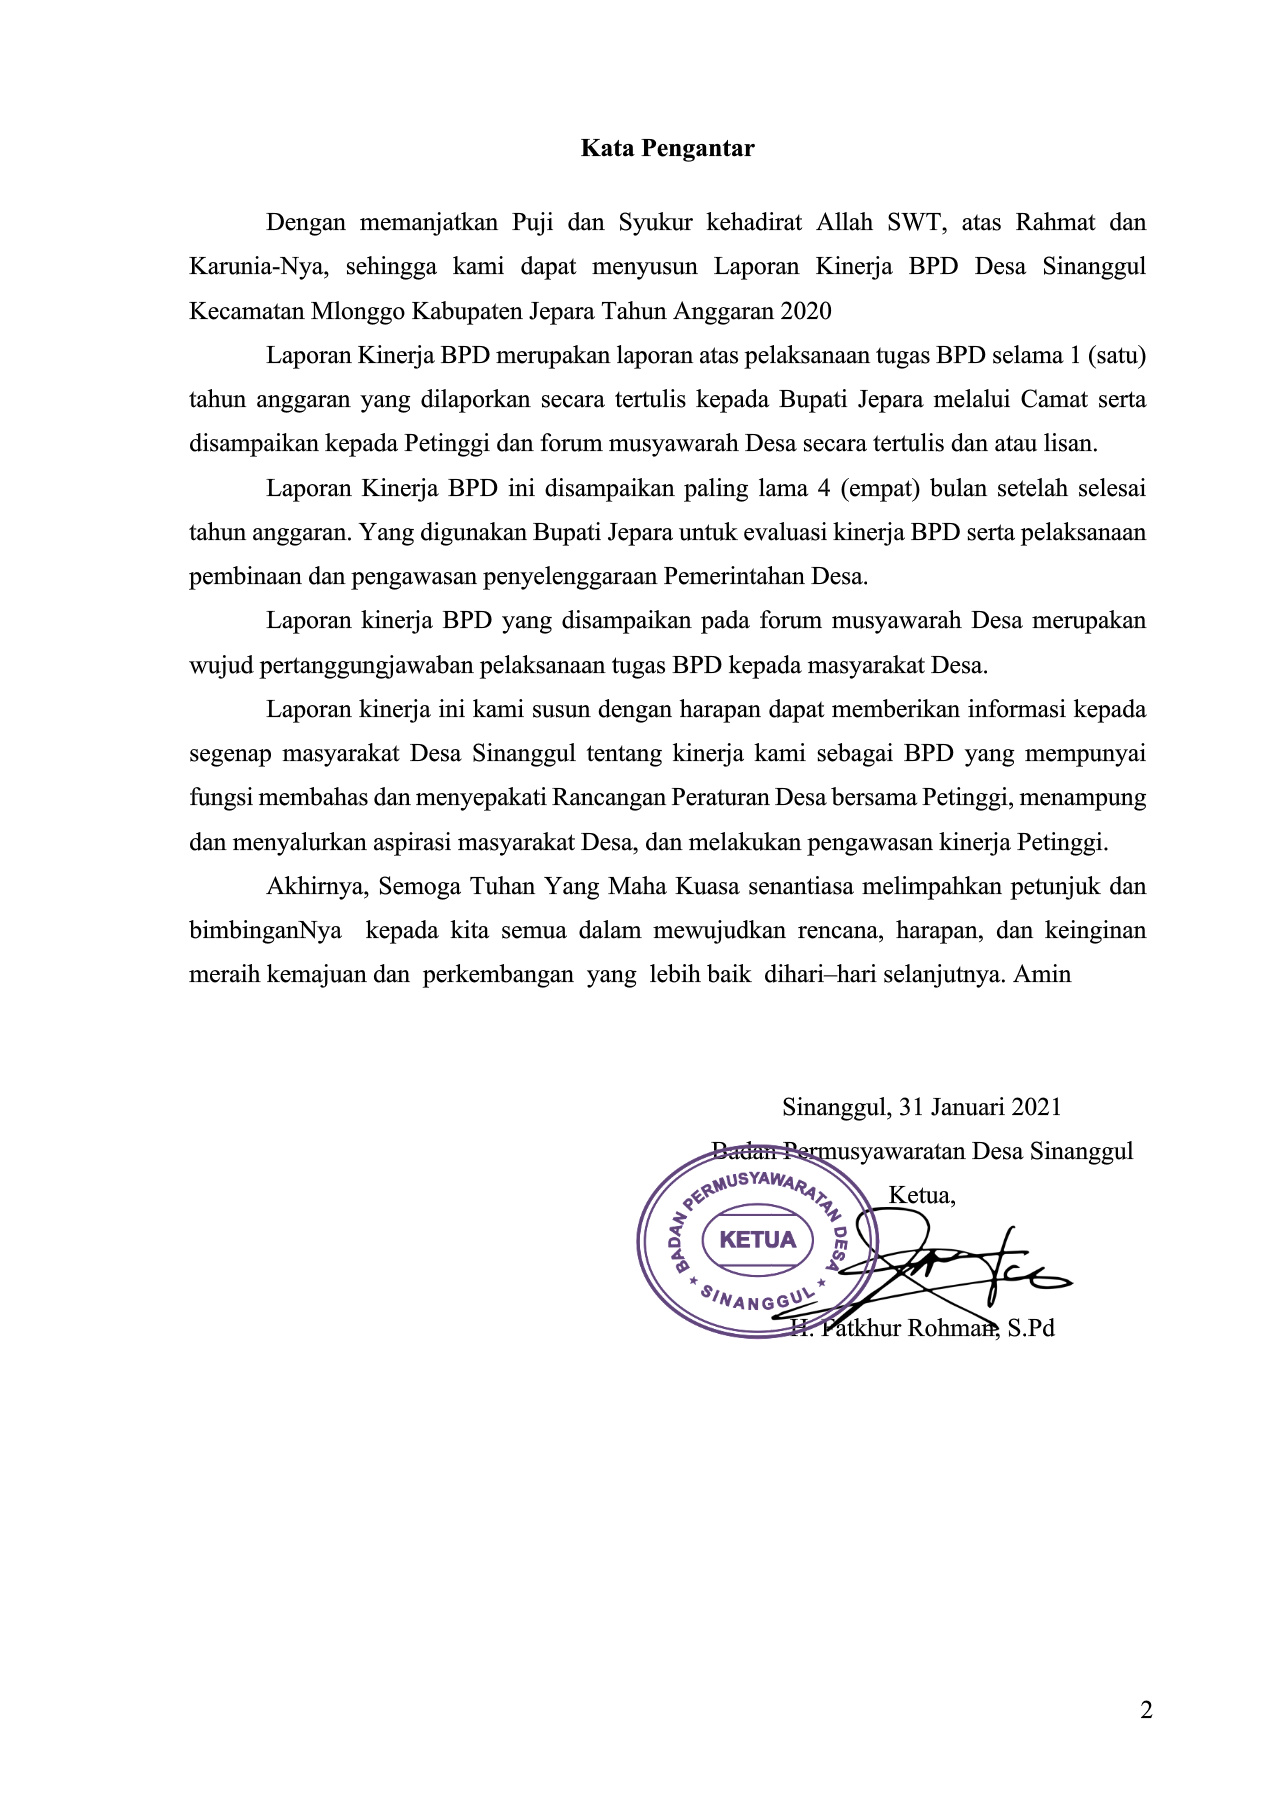 Kata Pengantar
Dengan memanjatkan Puji dan Syukur kehadirat Allah SWT, atas Rahmat dan
Karunia-Nya, sehingga kami dapat menyusun Laporan Kinerja BPD Desa Sinanggul
Kecamatan Mlonggo Kabupaten Jepara Tahun Anggaran 2020
Laporan Kinerja BPD merupakan laporan atas pelaksanaan tugas BPD selama 1 (satu)
tahun anggaran yang dilaporkan secara tertulis kepada Bupati Jepara melalui Camat serta
disampaikan kepada Petinggi dan forum musyawarah Desa secara tertulis dan atau lisan.
Laporan Kinerja BPD ini disampaikan paling lama 4 (empat) bulan setelah selesai
tahun anggaran. Yang digunakan Bupati Jepara untuk evaluasi kinerja BPD serta pelaksanaan
pembinaan dan pengawasan penyelenggaraan Pemerintahan Desa.
Laporan kinerja BPD yang disampaikan pada forum musyawarah Desa merupakan
wujud pertanggungjawaban pelaksanaan tugas BPD kepada masyarakat Desa.
Laporan kinerja ini kami susun dengan harapan dapat memberikan informasi kepada
segenap masyarakat Desa Sinanggul tentang kinerja kami sebagai BPD yang mempunyai
fungsi membahas dan menyepakati Rancangan Peraturan Desa bersama Petinggi, menampung
dan menyalurkan aspirasi masyarakat Desa, dan melakukan pengawasan kinerja Petinggi.
Akhirnya, Semoga Tuhan Yang Maha Kuasa senantiasa melimpahkan petunjuk dan
bimbinganNya kepada kita semua dalam mewujudkan rencana, harapan, dan keinginan
meraih kemajuan dan perkembangan yang lebih baik dihari–hari selanjutnya. Amin
Sinanggul, 31 Januari 2021
Badan Permusyawaratan Desa Sinanggul
Ketua,
BADAN PERMUSYAWARATAN DESA
KETUA
★ SINANGGUL ★
H. Fatkhur Rohman, S.Pd
2